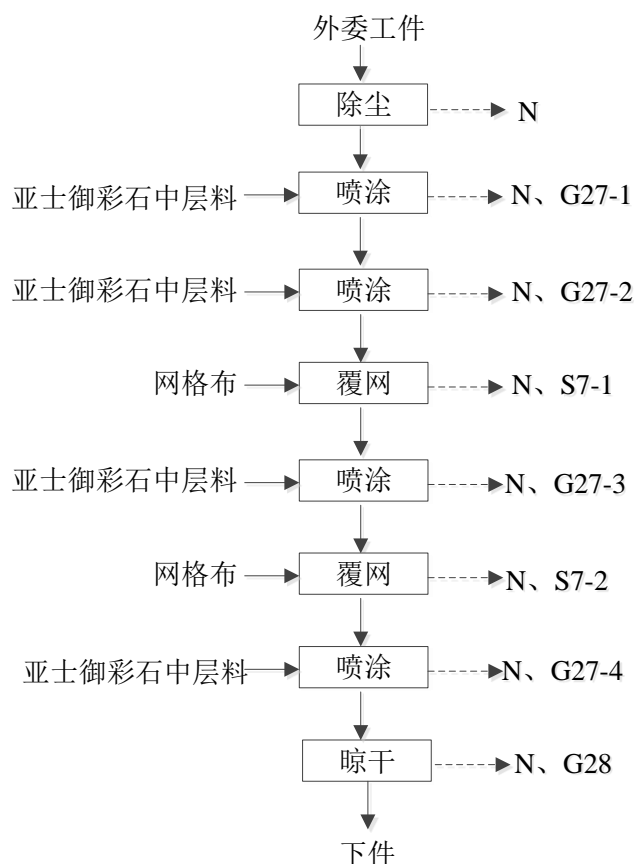 外委工件
除尘
N
亚士御彩石中层料
喷涂
N、G27-1
亚士御彩石中层料
喷涂
N、G27-2
网格布
覆网
N、S7-1
亚士御彩石中层料
喷涂
N、G27-3
网格布
覆网
N、S7-2
亚士御彩石中层料
喷涂
N、G27-4
晾干
N、G28
下件